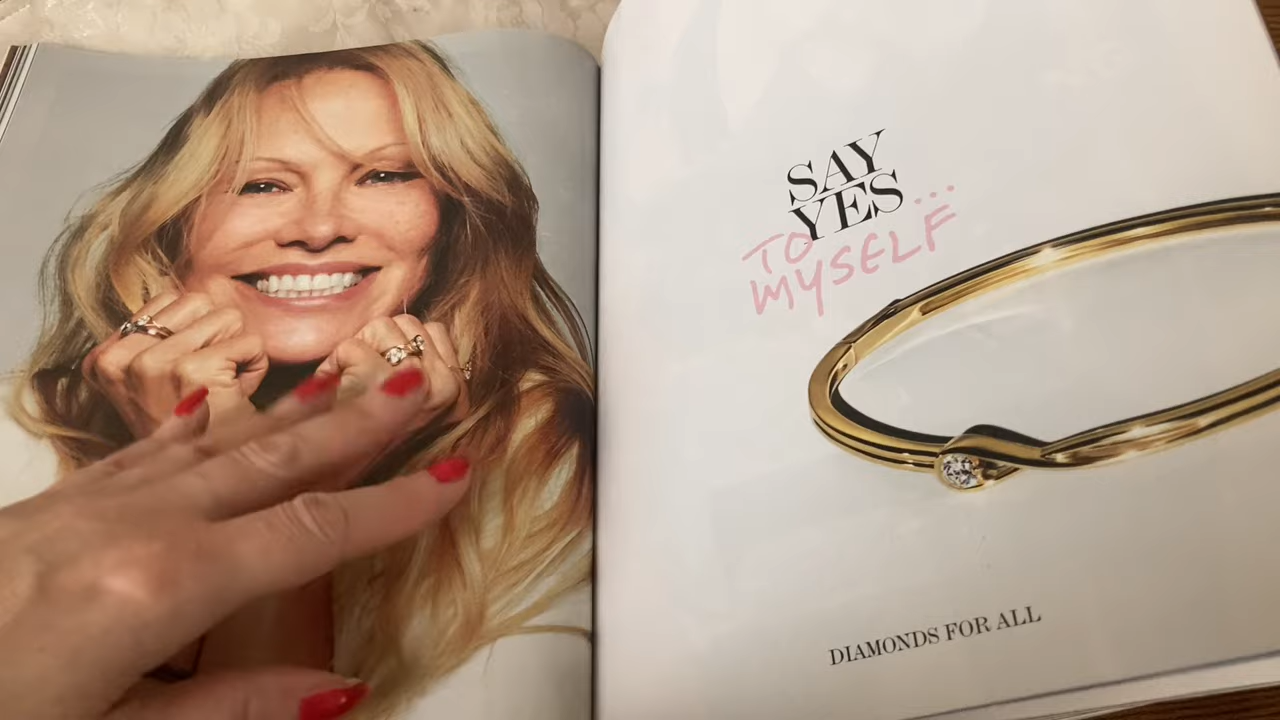 SAY
YES...
TO
MYSELF
DIAMONDS FOR ALL